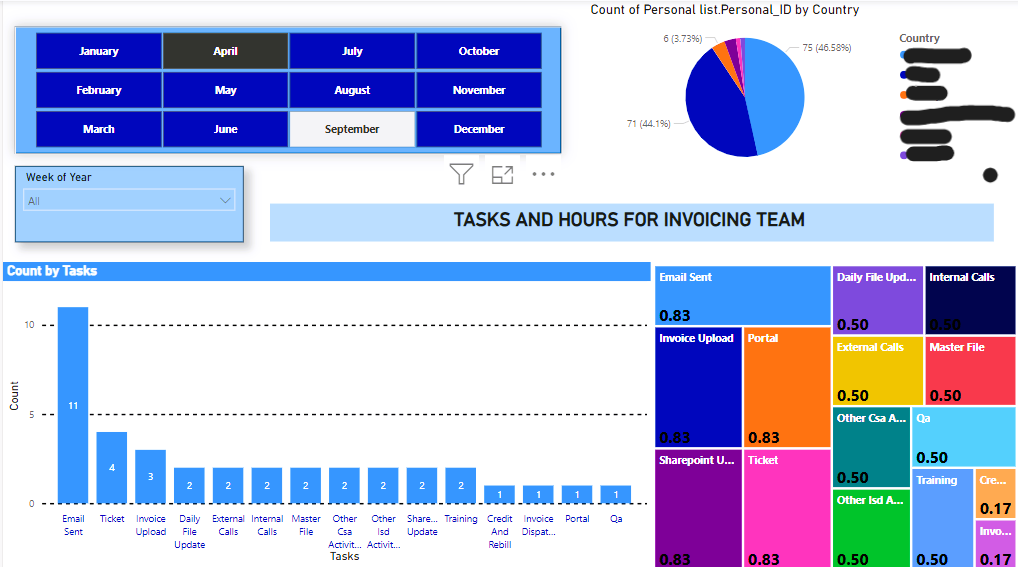 Count of Personal list.Personal_ID by Country
January April July October
February May August November
March June September December
6 (3.73%)
75 (46.58%)
71 (44.1%)
Country
Week of Year
All
TASKS AND HOURS FOR INVOICING TEAM
Count by Tasks
Count
10
5
0
11
4
3
2
2
2
2
2
2
2
2
1
1
1
1
Email Sent
Ticket
Invoice Upload
Daily File Update
External Calls
Internal Calls
Master File
Other Csa Activit...
Other Isd Activit...
Share... Update
Training
Credit And Rebill
Invoice Dispat...
Portal
Qa
Tasks
Email Sent
0.83
Invoice Upload
0.83
Portal
0.83
Sharepoint U...
0.83
Ticket
0.83
Daily File Upd...
0.50
Internal Calls
0.50
External Calls
0.50
Master File
0.50
Other Csa A...
0.50
Qa
0.50
Other Isd A...
0.50
Training
0.50
Cre...
0.17
Invo...
0.17